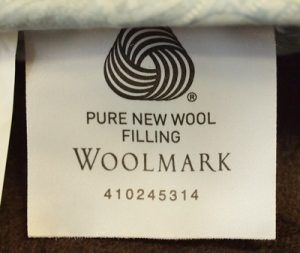 ®
PURE NEW WOOL
FILLING
WOOLMARK
410245314